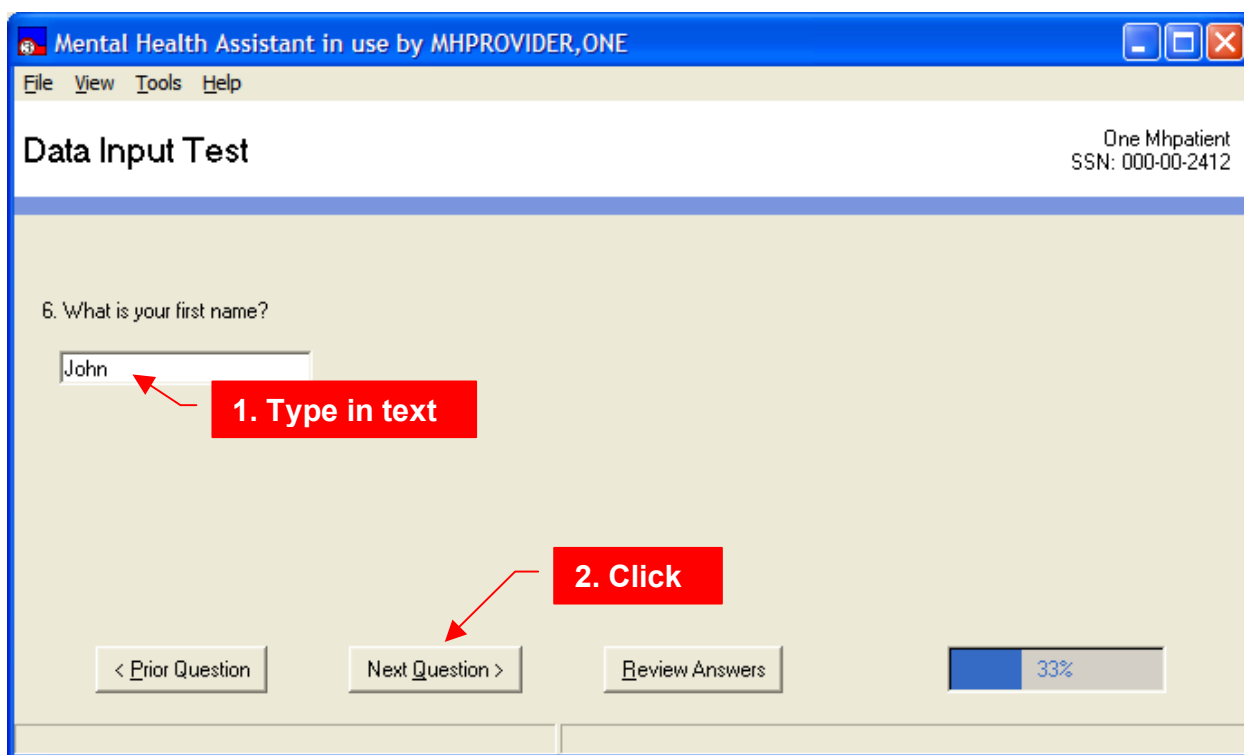 Mental Health Assistant in use by MHPROVIDER,ONE
File View Tools Help
Data Input Test
One Mhpatient
SSN: 000-00-2412
6. What is your first name?
John
1. Type in text
2. Click
< Prior Question Next Question > Review Answers 33%